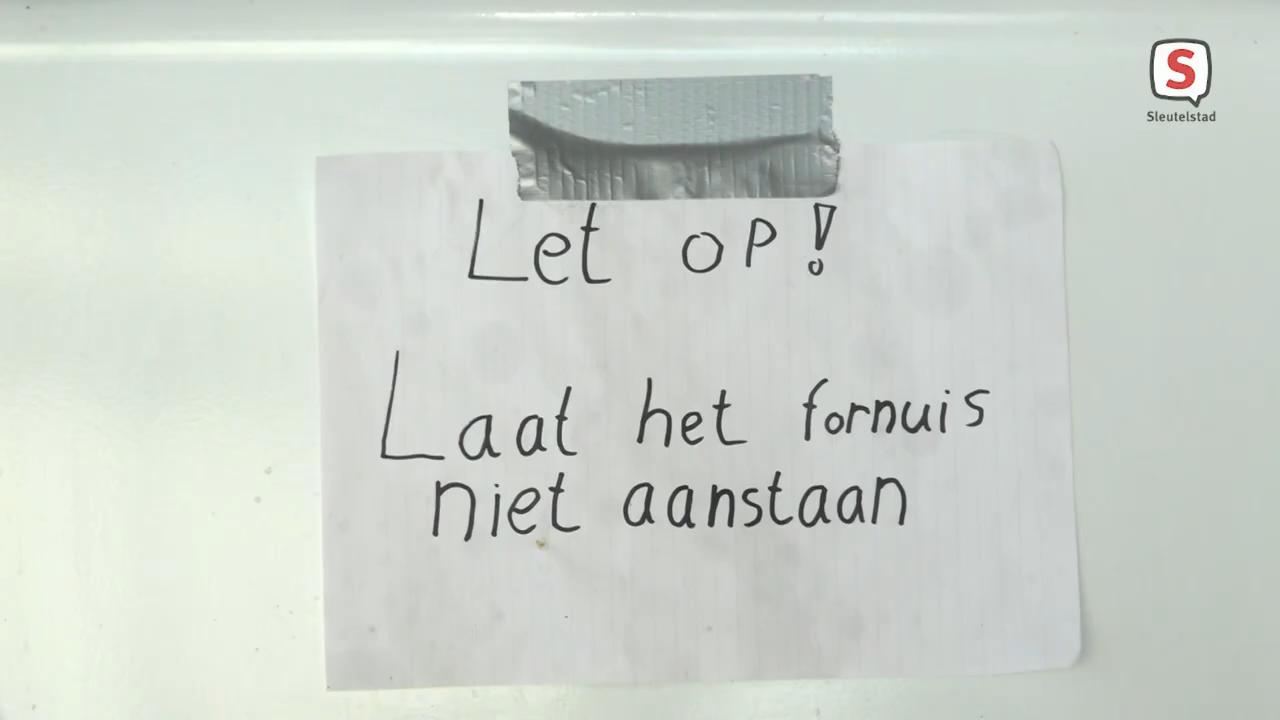 S
Sleutelstad
Let op!
Laat het fornuis
niet aanstaan